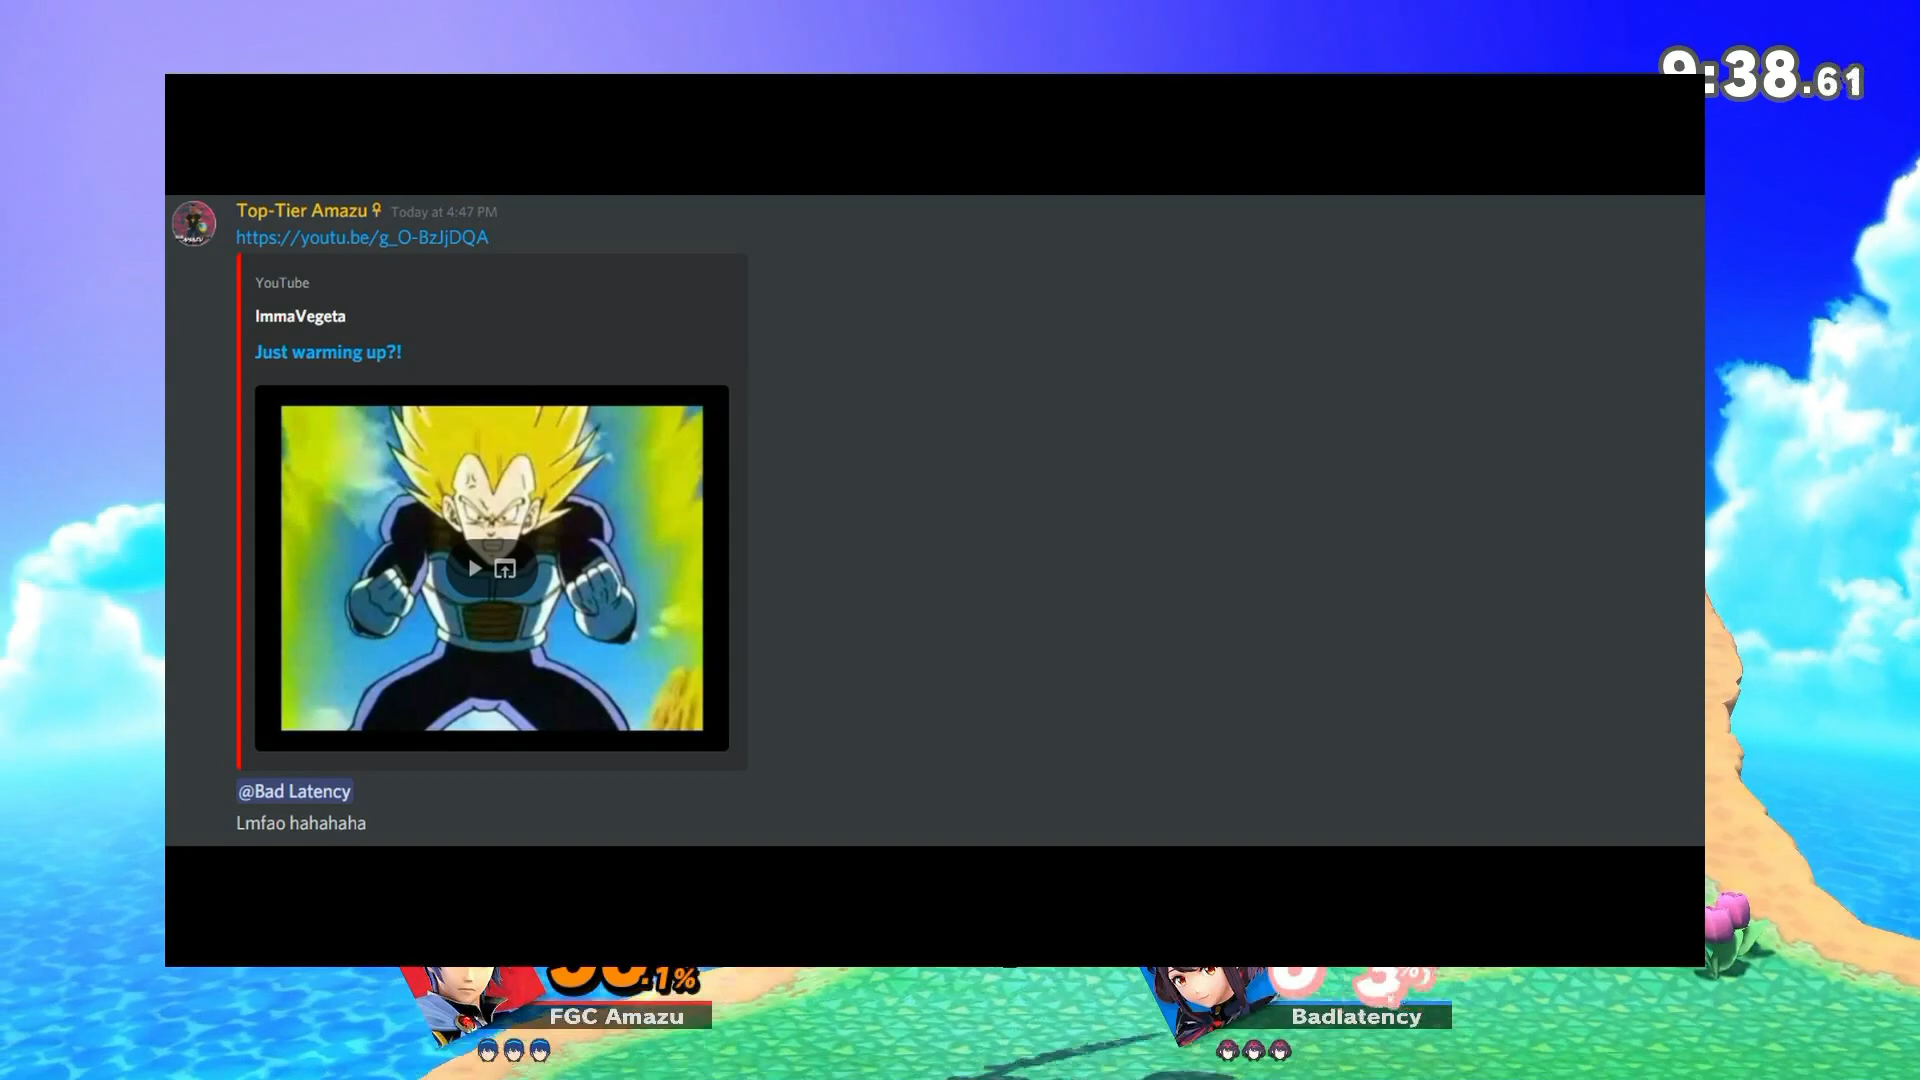 9:38.61
Top-Tier Amazu Today at 4:47 PM
https://youtu.be/g_O-BzJjDQA
YouTube
ImmaVegeta
Just warming up?!
@Bad Latency
Lmfao hahahaha
.1%
%
FGC Amazu
Badlatency